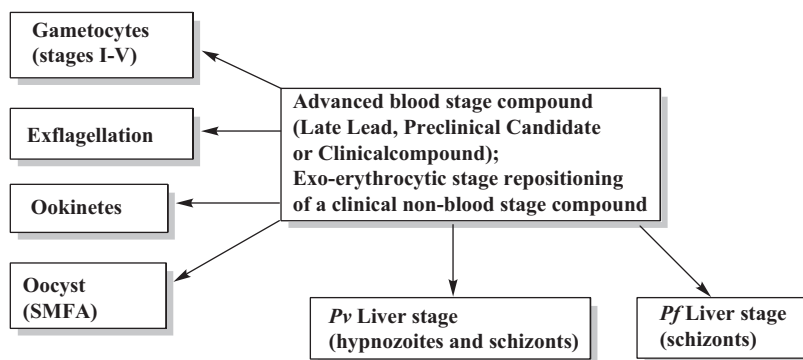 Gametocytes
(stages I-V)
Exflagellation
Ookinetes
Oocyst
(SMFA)
Advanced blood stage compound
(Late Lead, Preclinical Candidate
or Clinicalcompound);
Exo-erythrocytic stage repositioning
of a clinical non-blood stage compound
Pv Liver stage
(hypnozoites and schizonts)
Pf Liver stage
(schizonts)